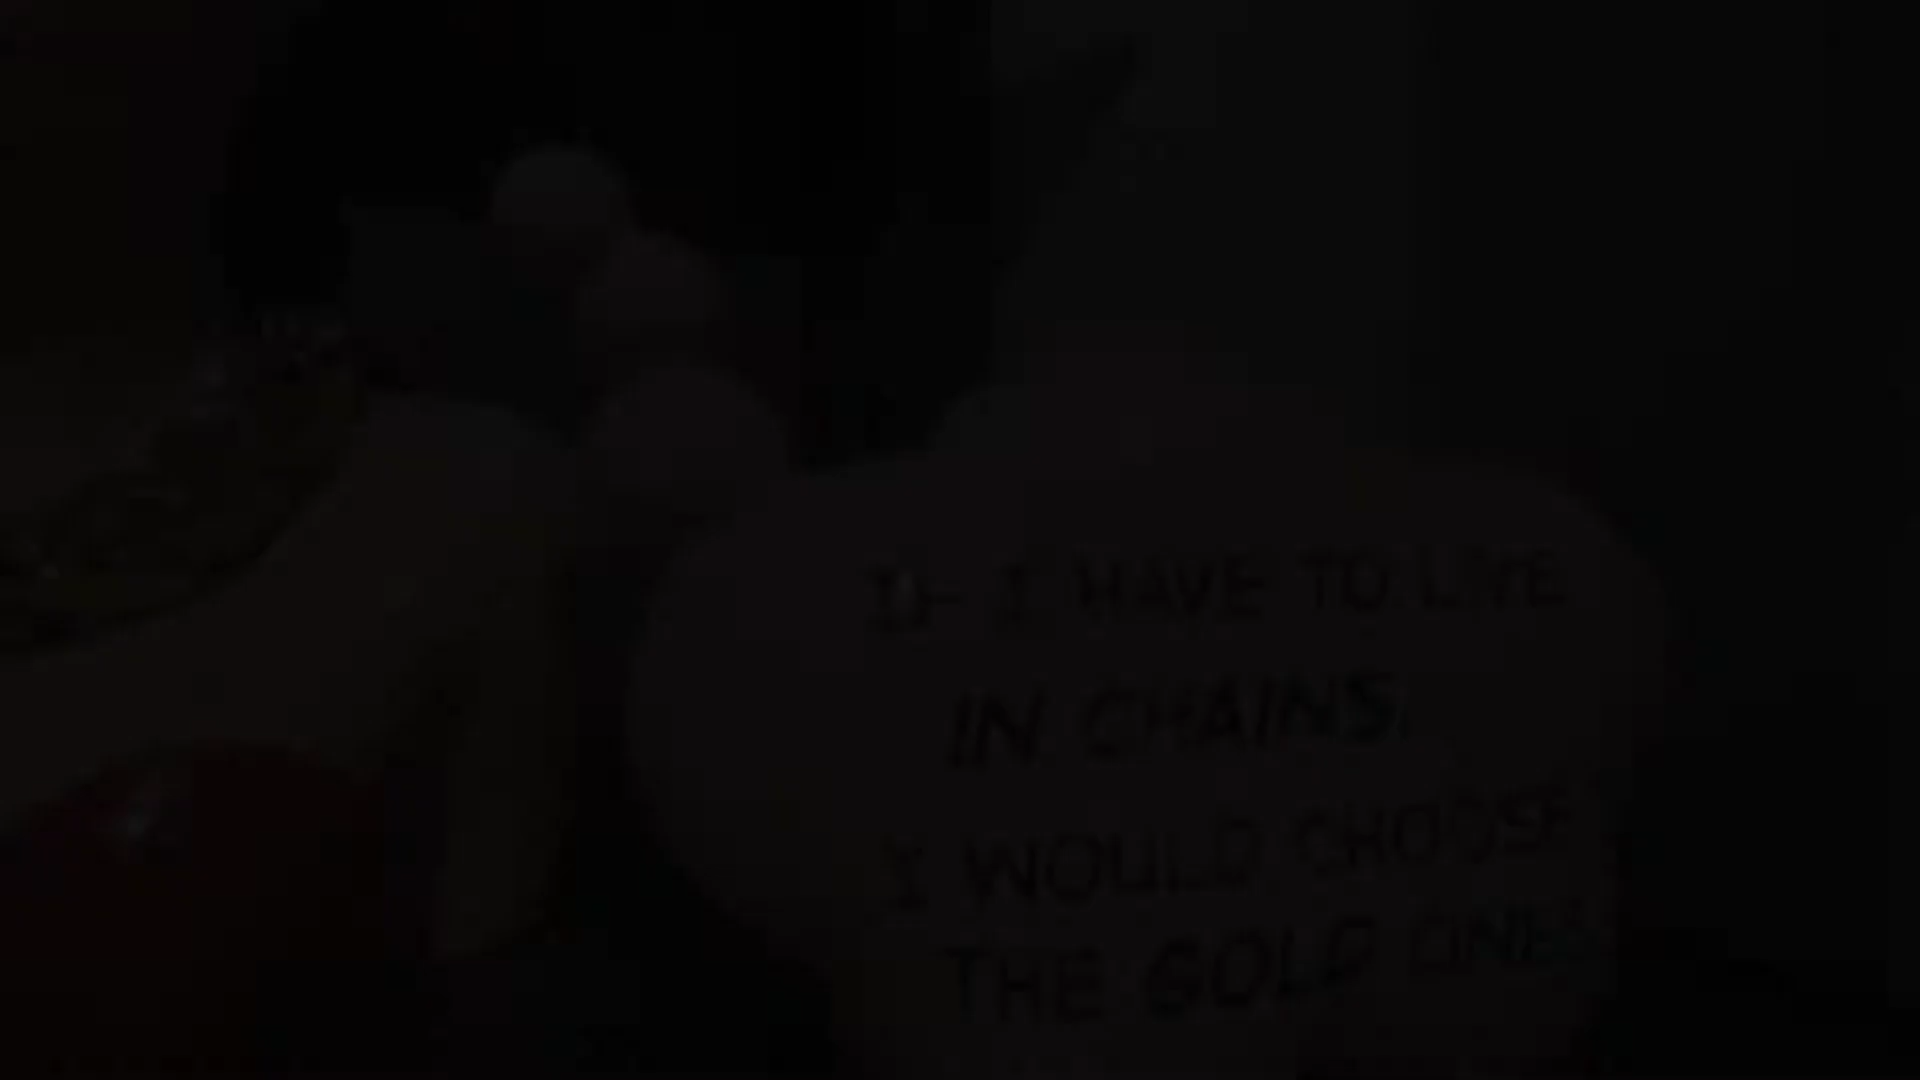 IF I HAVE TO LIVE
IN CHAINS,
I WOULD CHOOSE
THE GOLD ONES